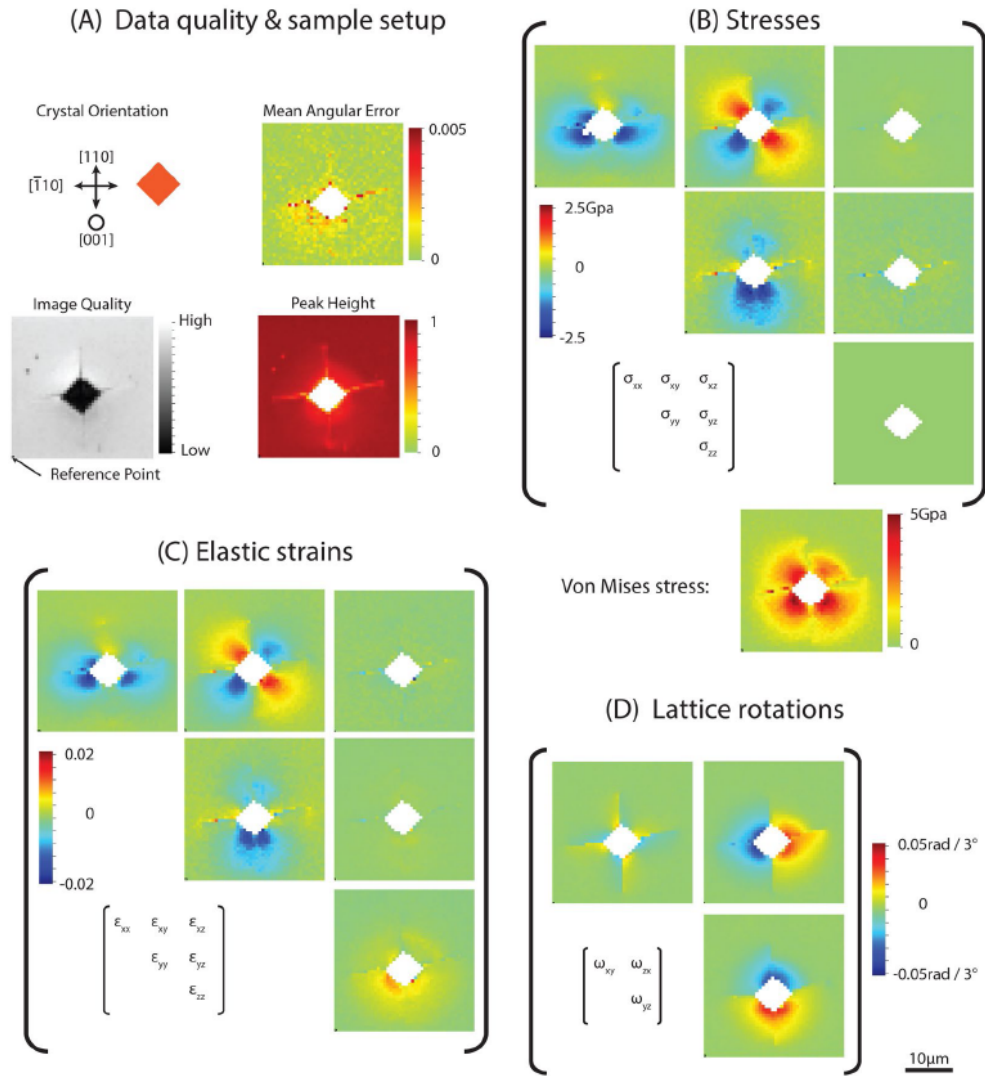 (A) Data quality & sample setup
Crystal Orientation
[110]
[1̅10]
[001]
Mean Angular Error
0.005
0
Image Quality
High
Low
Reference Point
Peak Height
1
0
(B) Stresses
2.5Gpa
0
-2.5
σxx σxy σxz
σyy σyz
σzz
Von Mises stress:
5Gpa
0
(C) Elastic strains
0.02
0
-0.02
εxx εxy εxz
εyy εyz
εzz
(D) Lattice rotations
0.05rad / 3°
0
-0.05rad / 3°
ωxy ωzx
ωyz
10μm